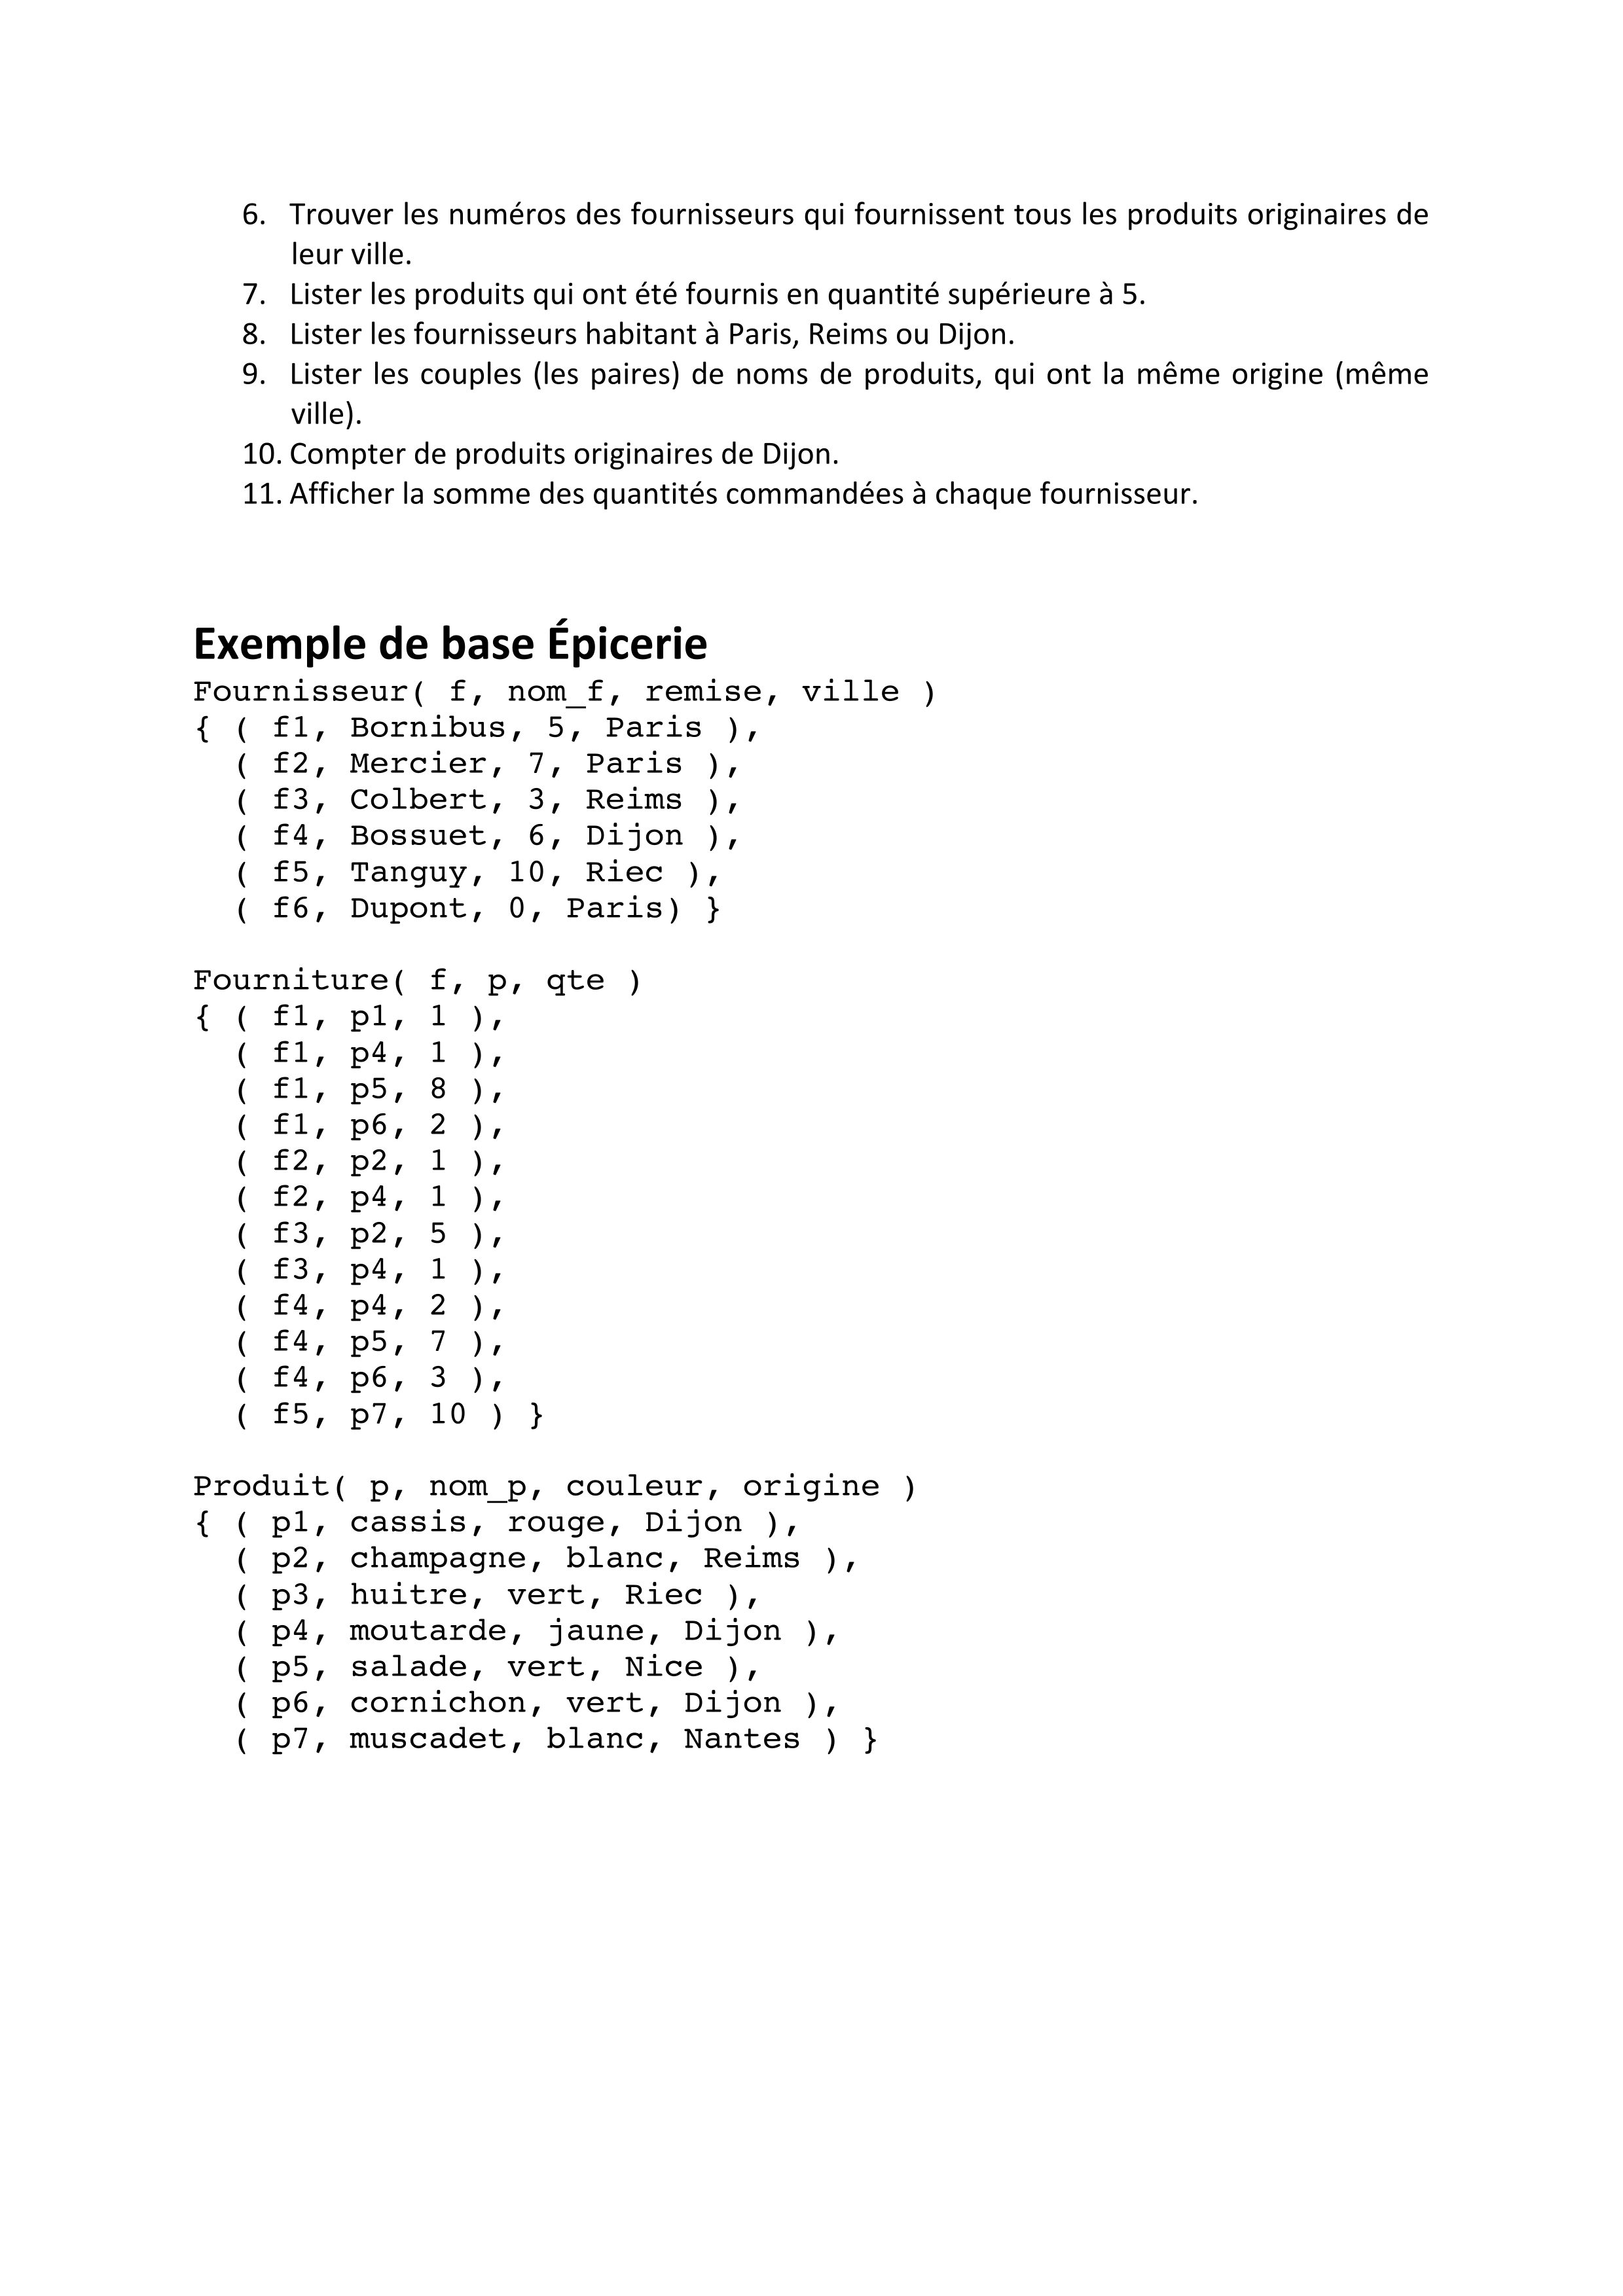 6. Trouver les numéros des fournisseurs qui fournissent tous les produits originaires de
leur ville.
7. Lister les produits qui ont été fournis en quantité supérieure à 5.
8. Lister les fournisseurs habitant à Paris, Reims ou Dijon.
9. Lister les couples (les paires) de noms de produits, qui ont la même origine (même
ville).
10. Compter de produits originaires de Dijon.
11. Afficher la somme des quantités commandées à chaque fournisseur.
Exemple de base Épicerie
Fournisseur( f, nom_f, remise, ville )
{ ( f1, Bornibus, 5, Paris ),
( f2, Mercier, 7, Paris ),
( f3, Colbert, 3, Reims ),
( f4, Bossuet, 6, Dijon ),
( f5, Tanguy, 10, Riec ),
( f6, Dupont, 0, Paris) }
Fourniture( f, p, qte )
{ ( f1, p1, 1 ),
( f1, p4, 1 ),
( f1, p5, 8 ),
( f1, p6, 2 ),
( f2, p2, 1 ),
( f2, p4, 1 ),
( f3, p2, 5 ),
( f3, p4, 1 ),
( f4, p4, 2 ),
( f4, p5, 7 ),
( f4, p6, 3 ),
( f5, p7, 10 ) }
Produit( p, nom_p, couleur, origine )
{ ( p1, cassis, rouge, Dijon ),
( p2, champagne, blanc, Reims ),
( p3, huitre, vert, Riec ),
( p4, moutarde, jaune, Dijon ),
( p5, salade, vert, Nice ),
( p6, cornichon, vert, Dijon ),
( p7, muscadet, blanc, Nantes ) }